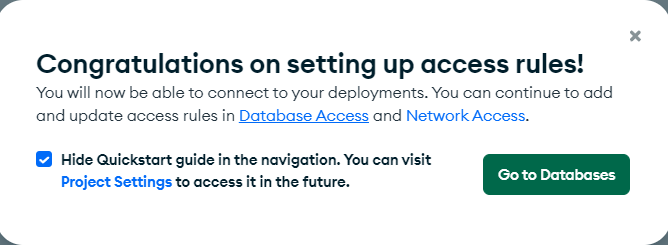 Congratulations on setting up access rules!
You will now be able to connect to your deployments. You can continue to add
and update access rules in Database Access and Network Access.
Hide Quickstart guide in the navigation. You can visit
Project Settings to access it in the future.
Go to Databases